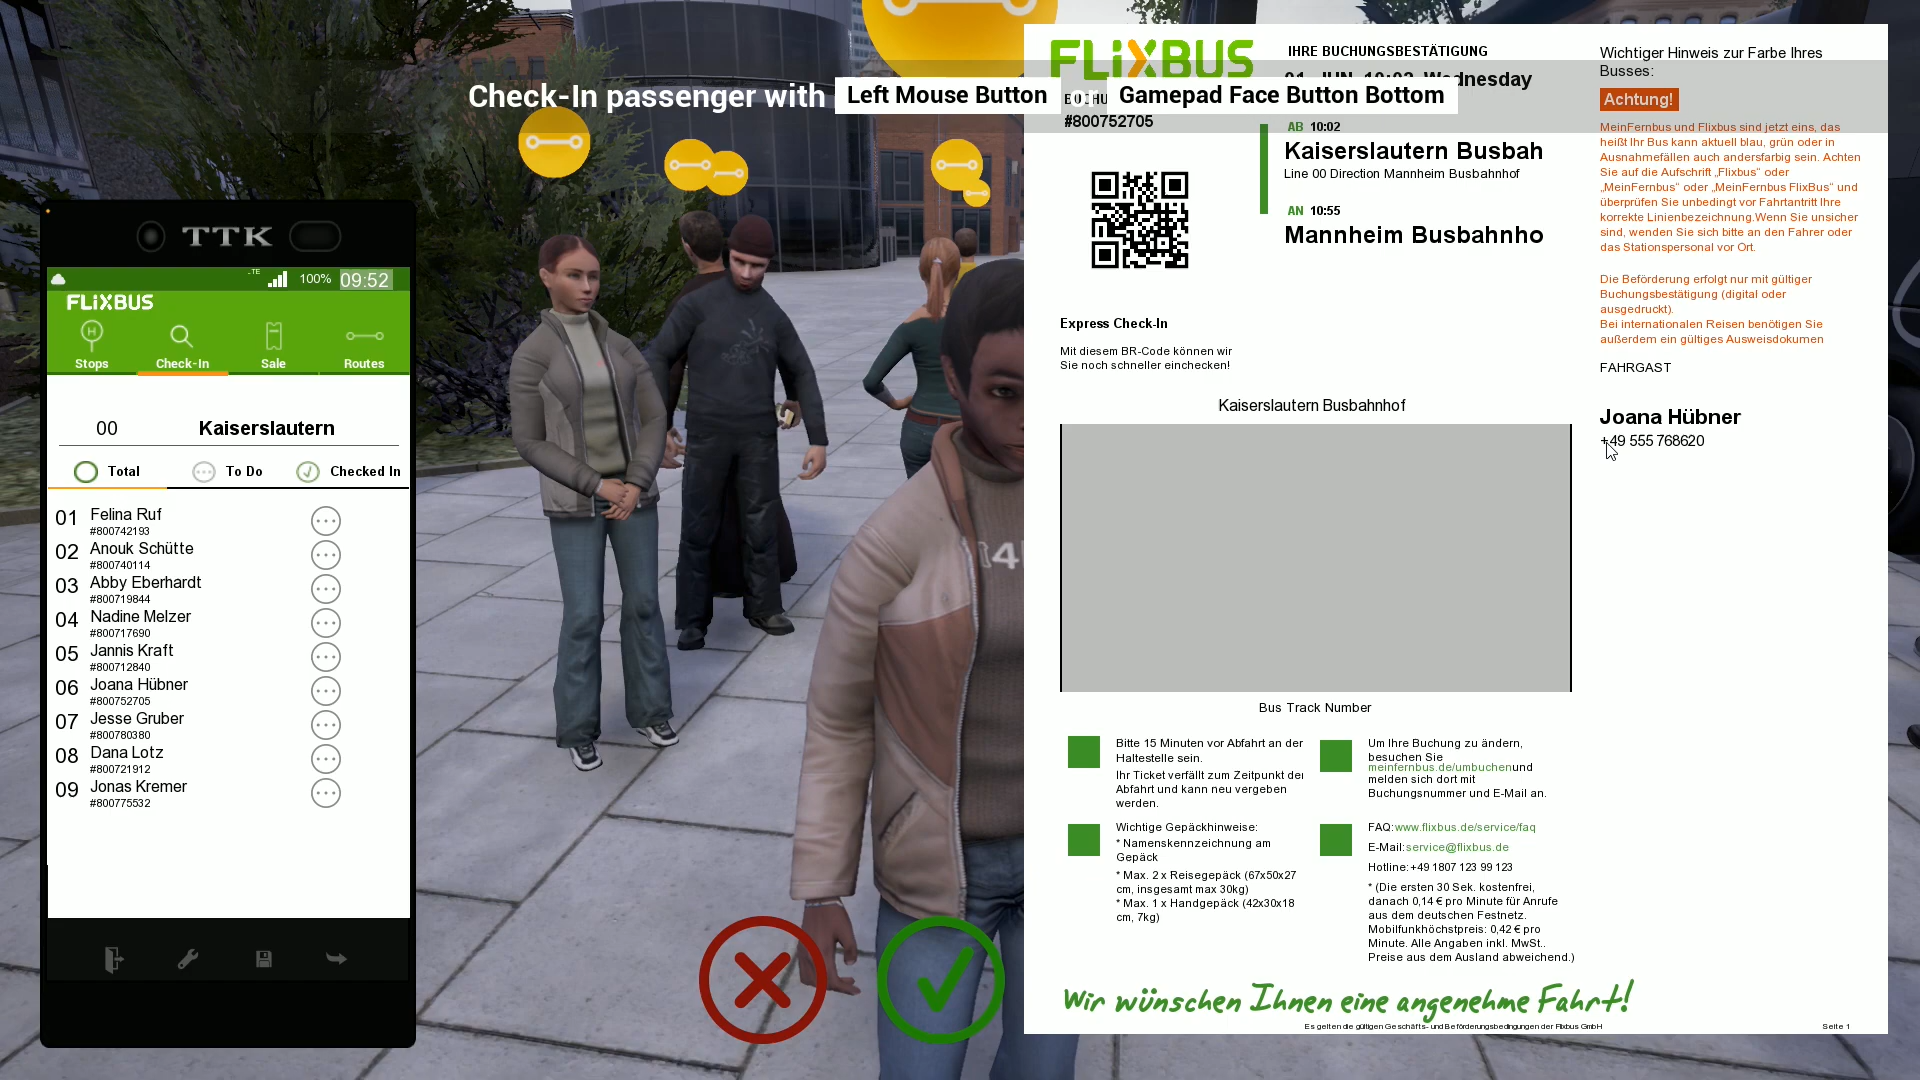 Check-In passenger with Left Mouse Button or Gamepad Face Button Bottom
TTK
100% 09:52
FLiXBUS
Stops Check-In Sale Routes
00 Kaiserslautern
Total To Do Checked In
01 Felina Ruf
#800742193
02 Anouk Schütte
#800740114
03 Abby Eberhardt
#800719844
04 Nadine Melzer
#800717690
05 Jannis Kraft
#800712840
06 Joana Hübner
#800752705
07 Jesse Gruber
#800780380
08 Dana Lotz
#800721912
09 Jonas Kremer
#800775532
FLiXBUS
#800752705
Express Check-In
Mit diesem BR-Code können wir
Sie noch schneller einchecken!
IHRE BUCHUNGSBESTÄTIGUNG
01. JUN 10:02 Wednesday
AB 10:02
Kaiserslautern Busbah
Line 00 Direction Mannheim Busbahnhof
AN 10:55
Mannheim Busbahnho
Kaiserslautern Busbahnhof
Bus Track Number
Bitte 15 Minuten vor Abfahrt an der
Haltestelle sein.
Ihr Ticket verfällt zum Zeitpunkt der
Abfahrt und kann neu vergeben
werden.
Wichtige Gepäckhinweise:
* Namenskennzeichnung am
Gepäck
* Max. 2 x Reisegepäck (67x50x27
cm, insgesamt max 30kg)
* Max. 1 x Handgepäck (42x30x18
cm, 7kg)
Um Ihre Buchung zu ändern,
besuchen Sie
meinfernbus.de/umbuchenund
melden sich dort mit
Buchungsnummer und E-Mail an.
FAQ:www.flixbus.de/service/faq
E-Mail:service@flixbus.de
Hotline:+49 1807 123 99 123
* (Die ersten 30 Sek. kostenfrei,
danach 0,14 € pro Minute für Anrufe
aus dem deutschen Festnetz.
Mobilfunkhöchstpreis: 0,42 € pro
Minute. Alle Angaben inkl. MwSt..
Preise aus dem Ausland abweichend.)
Wir wünschen Ihnen eine angenehme Fahrt!
Es gelten die gültigen Geschäfts- und Beförderungsbedingungen der Flixbus GmbH
Seite 1
Wichtiger Hinweis zur Farbe Ihres
Busses:
Achtung!
MeinFernbus und Flixbus sind jetzt eins, das
heißt Ihr Bus kann aktuell blau, grün oder in
Ausnahmefällen auch andersfarbig sein. Achten
Sie auf die Aufschrift „Flixbus“ oder
„MeinFernbus“ oder „MeinFernbus FlixBus“ und
überprüfen Sie unbedingt vor Fahrtantritt Ihre
korrekte Linienbezeichnung.Wenn Sie unsicher
sind, wenden Sie sich bitte an den Fahrer oder
das Stationspersonal vor Ort.
Die Beförderung erfolgt nur mit gültiger
Buchungsbestätigung (digital oder
ausgedruckt).
Bei internationalen Reisen benötigen Sie
außerdem ein gültiges Ausweisdokumen
FAHRGAST
Joana Hübner
+49 555 768620